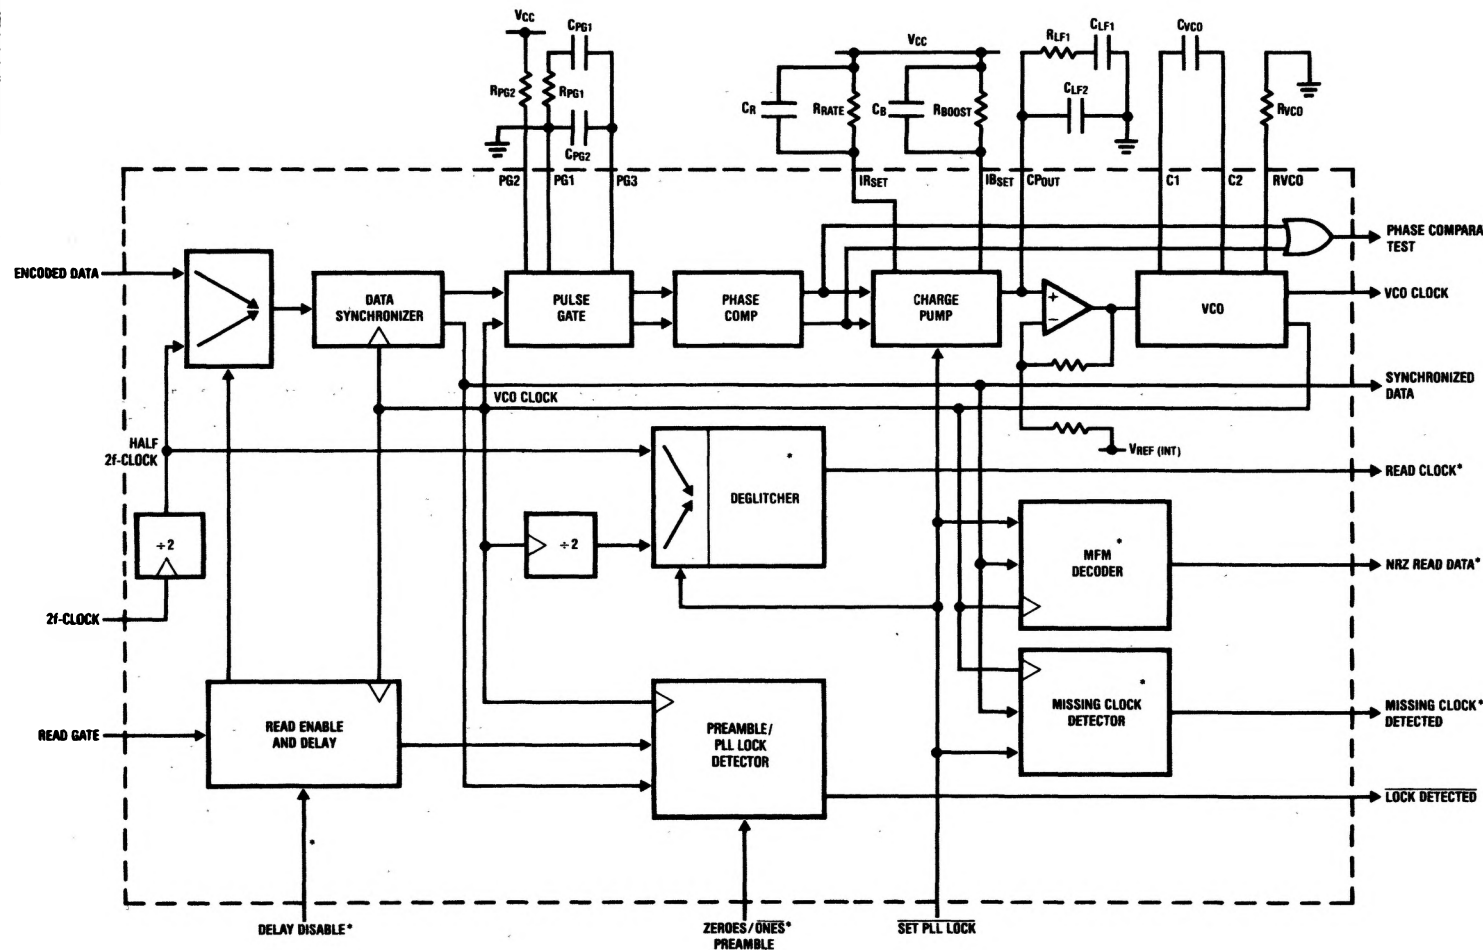 VCC
CPG1
RPG2
RPG1
CPG2
VCC
CR
RRATE
CB
RBOOST
RLF1
CLF1
CLF2
CVCO
RVCO
PG2
PG1
PG3
IRSET
IBSET
CPOUT
C1
C2
RVCO
ENCODED DATA
DATA
SYNCHRONIZER
PULSE
GATE
PHASE
COMP
CHARGE
PUMP
+
−
VCO
PHASE COMPARA
TEST
VCO CLOCK
SYNCHRONIZED
DATA
VCO CLOCK
HALF
2f-CLOCK
VREF (INT)
DEGLITCHER
*
READ CLOCK*
÷2
÷2
MFM*
DECODER
NRZ READ DATA*
2f-CLOCK
READ GATE
READ ENABLE
AND DELAY
PREAMBLE/
PLL LOCK
DETECTOR
*
MISSING CLOCK
DETECTOR
MISSING CLOCK*
DETECTED
LOCK DETECTED
DELAY DISABLE*
ZEROES/ONES*
PREAMBLE
SET PLL LOCK